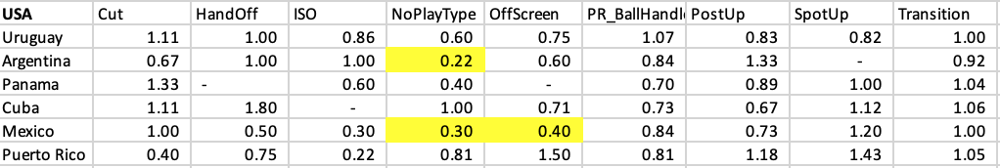 USA Cut HandOff ISO NoPlayType OffScreen PR_BallHandl PostUp SpotUp Transition
Uruguay 1.11 1.00 0.86 0.60 0.75 1.07 0.83 0.82 1.00
Argentina 0.67 1.00 1.00 0.22 0.60 0.84 1.33 - 0.92
Panama 1.33 - 0.60 0.40 - 0.70 0.89 1.00 1.04
Cuba 1.11 1.80 - 1.00 0.71 0.73 0.67 1.12 1.06
Mexico 1.00 0.50 0.30 0.30 0.40 0.84 0.73 1.20 1.00
Puerto Rico 0.40 0.75 0.22 0.81 1.50 0.81 1.18 1.43 1.05